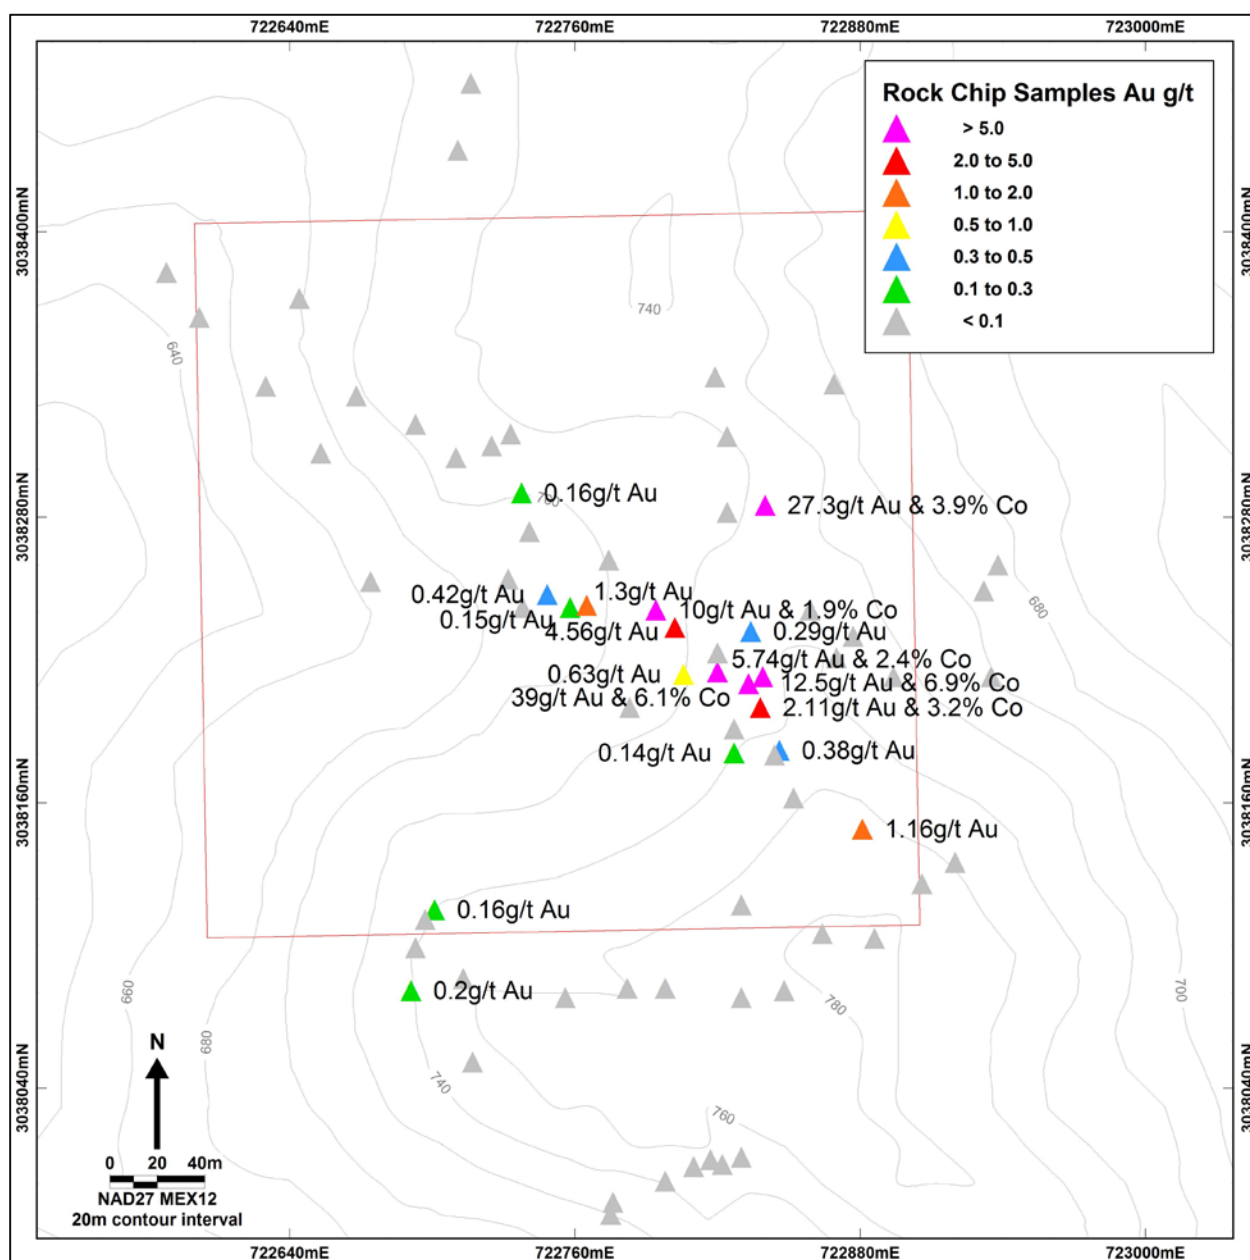 722640mE 722760mE 722880mE 723000mE
Rock Chip Samples Au g/t
> 5.0
2.0 to 5.0
1.0 to 2.0
0.5 to 1.0
0.3 to 0.5
0.1 to 0.3
< 0.1
3038400mN 3038400mN
740
640
0.16g/t Au
27.3g/t Au & 3.9% Co
3038280mN 3038280mN
0.42g/t Au
1.3g/t Au
680
10g/t Au & 1.9% Co
0.15g/t Au
4.56g/t Au
0.29g/t Au
5.74g/t Au & 2.4% Co
0.63g/t Au
12.5g/t Au & 6.9% Co
39g/t Au & 6.1% Co
2.11g/t Au & 3.2% Co
0.14g/t Au
0.38g/t Au
3038160mN 3038160mN
1.16g/t Au
0.16g/t Au
0.2g/t Au
660
700
780
680
N
740
3038040mN 3038040mN
760
0 20 40m
NAD27 MEX12
20m contour interval
722640mE 722760mE 722880mE 723000mE